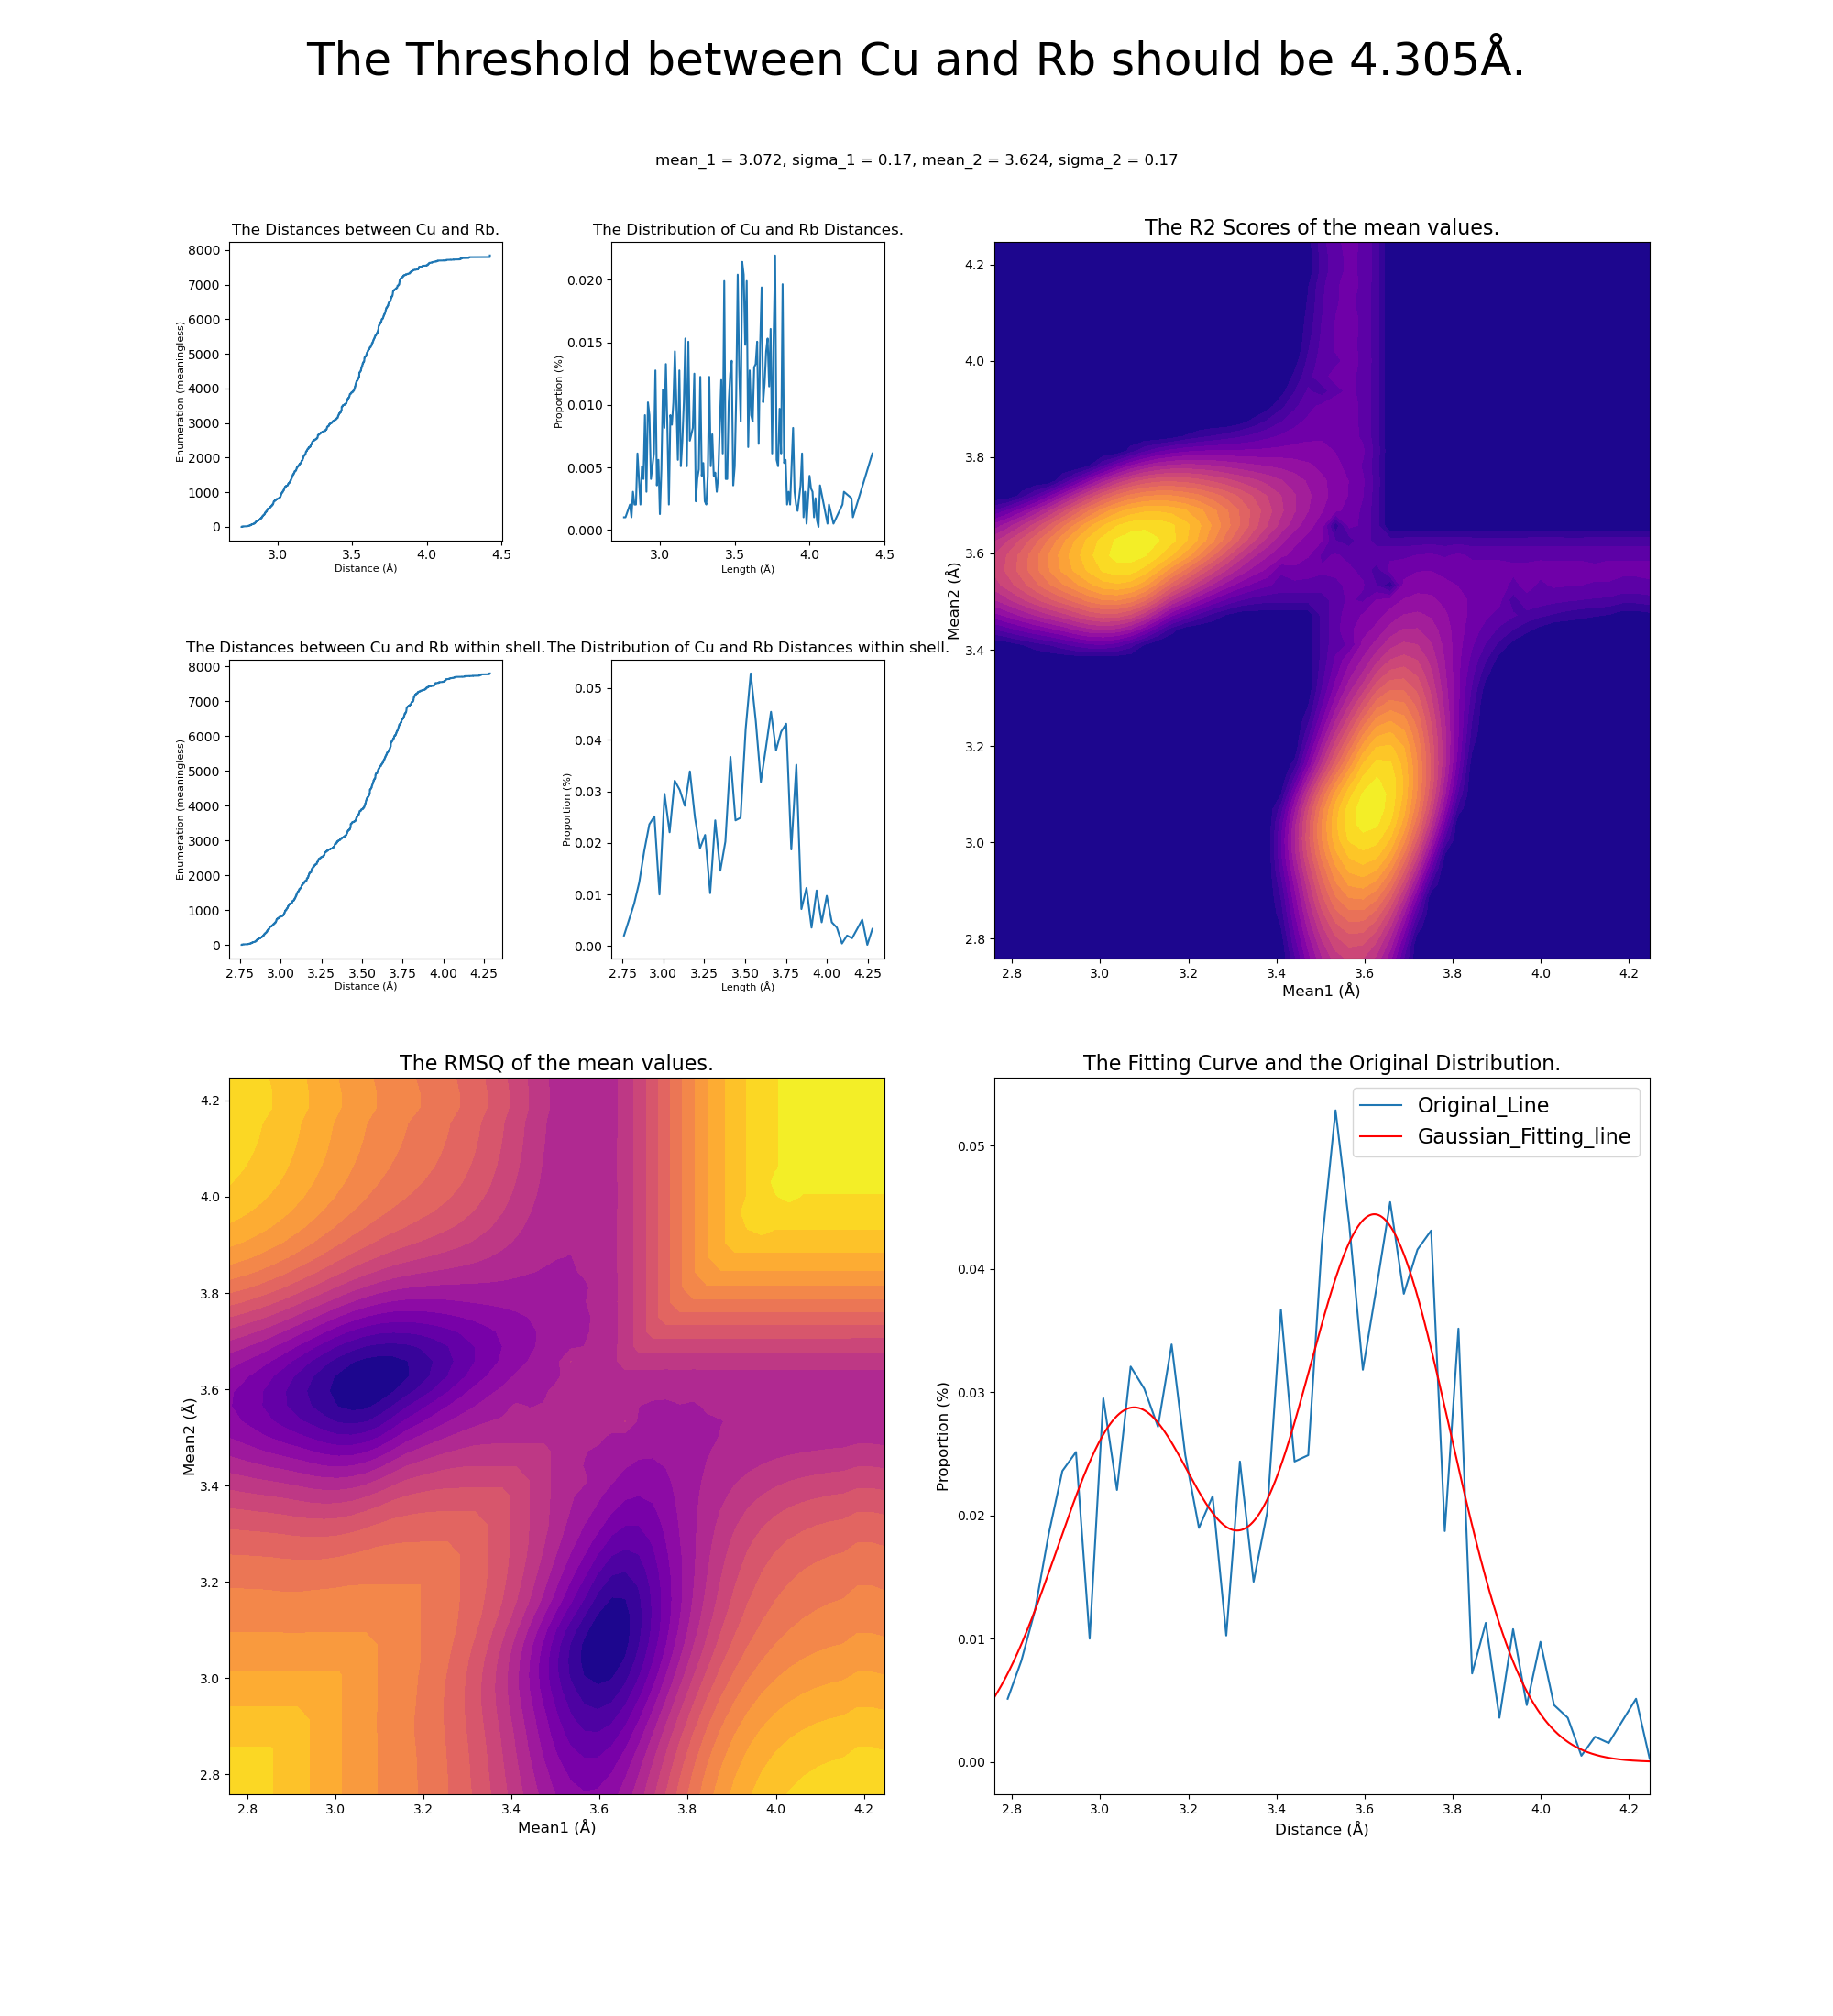 The Threshold between Cu and Rb should be 4.305Å.
mean_1 = 3.072, sigma_1 = 0.17, mean_2 = 3.624, sigma_2 = 0.17
The Distances between Cu and Rb.
8000
7000
6000
5000
4000
3000
2000
1000
0
Enumeration (meaningless)
3.0 3.5 4.0 4.5
Distance (Å)
The Distribution of Cu and Rb Distances.
0.020
0.015
0.010
0.005
0.000
Proportion (%)
3.0 3.5 4.0 4.5
Length (Å)
The R2 Scores of the mean values.
4.2
4.0
3.8
3.6
3.4
3.2
3.0
2.8
Mean2 (Å)
2.8 3.0 3.2 3.4 3.6 3.8 4.0 4.2
Mean1 (Å)
The Distances between Cu and Rb within shell.
8000
7000
6000
5000
4000
3000
2000
1000
0
Enumeration (meaningless)
2.75 3.00 3.25 3.50 3.75 4.00 4.25
Distance (Å)
The Distribution of Cu and Rb Distances within shell.
0.05
0.04
0.03
0.02
0.01
0.00
Proportion (%)
2.75 3.00 3.25 3.50 3.75 4.00 4.25
Length (Å)
The RMSQ of the mean values.
4.2
4.0
3.8
3.6
3.4
3.2
3.0
2.8
Mean2 (Å)
2.8 3.0 3.2 3.4 3.6 3.8 4.0 4.2
Mean1 (Å)
The Fitting Curve and the Original Distribution.
Original_Line
Gaussian_Fitting_line
0.05
0.04
0.03
0.02
0.01
0.00
Proportion (%)
2.8 3.0 3.2 3.4 3.6 3.8 4.0 4.2
Distance (Å)